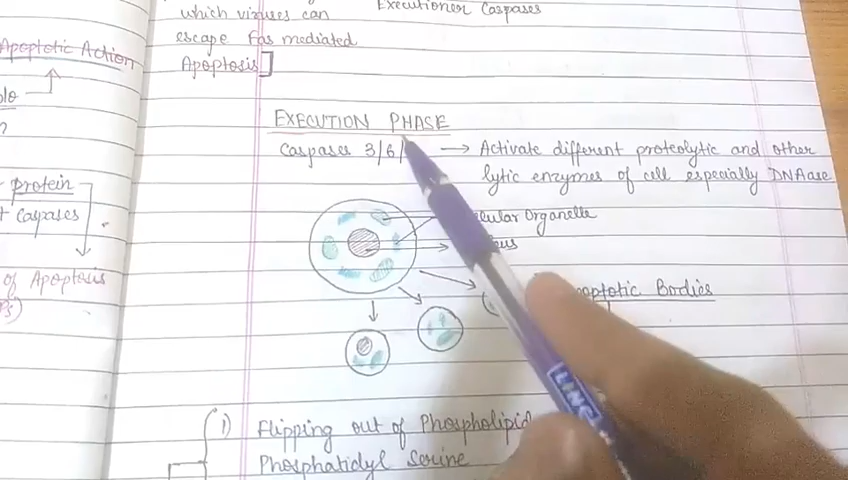 which viruses can
escape Fas mediated
Apoptosis]
Executioner Caspases
Apoptotic Action
protein
Caspases
of Apoptosis
EXECUTION PHASE
Caspases 3/6/ → Activate different proteolytic and other
lytic enzymes of cell especially DNAase
Organelle
Bodies
1) Flipping out of Phospholipid
Phosphatidyl Serine